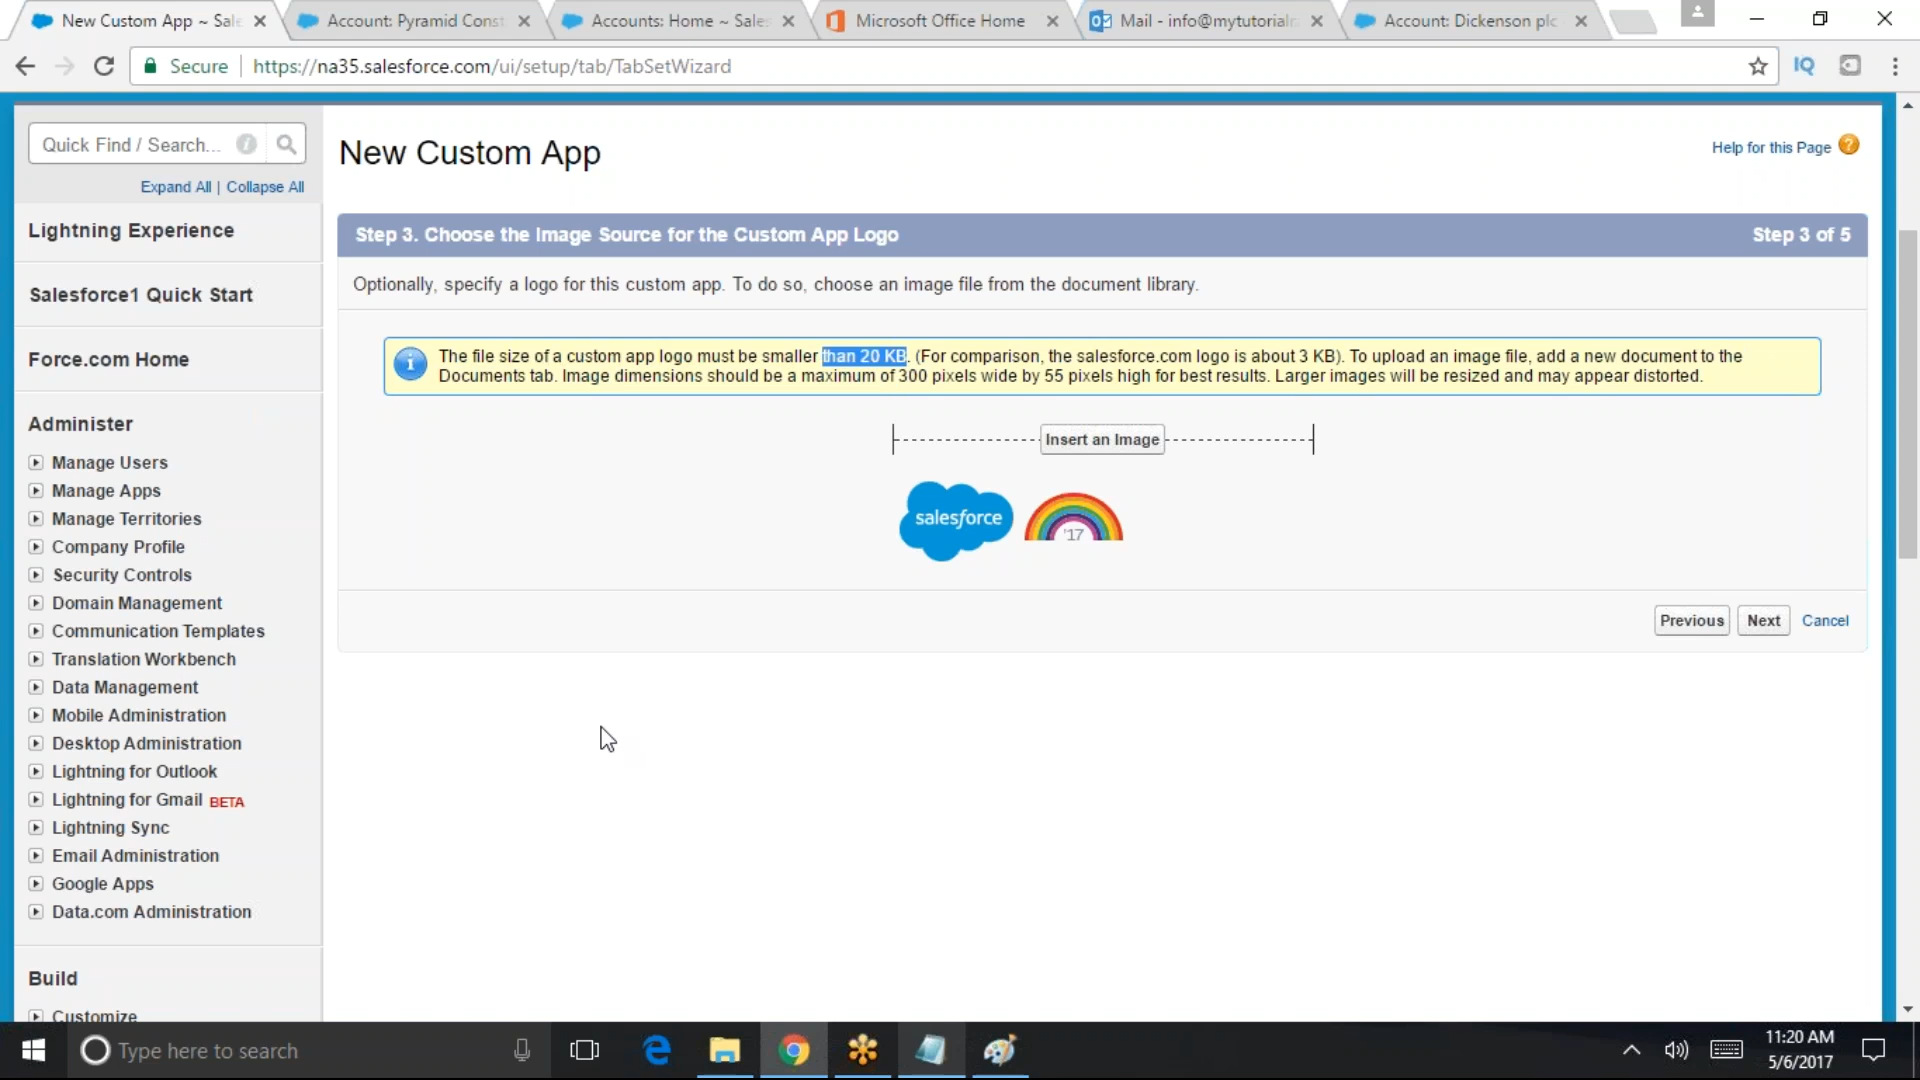 New Custom App ~ Sale
Account: Pyramid Const
Accounts: Home ~ Sales
Microsoft Office Home
Mail - info@mytutorialr
Account: Dickenson plc
Secure
https://na35.salesforce.com/ui/setup/tab/TabSetWizard
IQ
Quick Find / Search...
Expand All | Collapse All
Lightning Experience
Salesforce1 Quick Start
Force.com Home
Administer
Manage Users
Manage Apps
Manage Territories
Company Profile
Security Controls
Domain Management
Communication Templates
Translation Workbench
Data Management
Mobile Administration
Desktop Administration
Lightning for Outlook
Lightning for Gmail BETA
Lightning Sync
Email Administration
Google Apps
Data.com Administration
Build
Customize
New Custom App
Help for this Page
Step 3. Choose the Image Source for the Custom App Logo
Step 3 of 5
Optionally, specify a logo for this custom app. To do so, choose an image file from the document library.
The file size of a custom app logo must be smaller than 20 KB. (For comparison, the salesforce.com logo is about 3 KB). To upload an image file, add a new document to the
Documents tab. Image dimensions should be a maximum of 300 pixels wide by 55 pixels high for best results. Larger images will be resized and may appear distorted.
Insert an Image
salesforce
'17
Previous
Next
Cancel
Type here to search
11:20 AM
5/6/2017